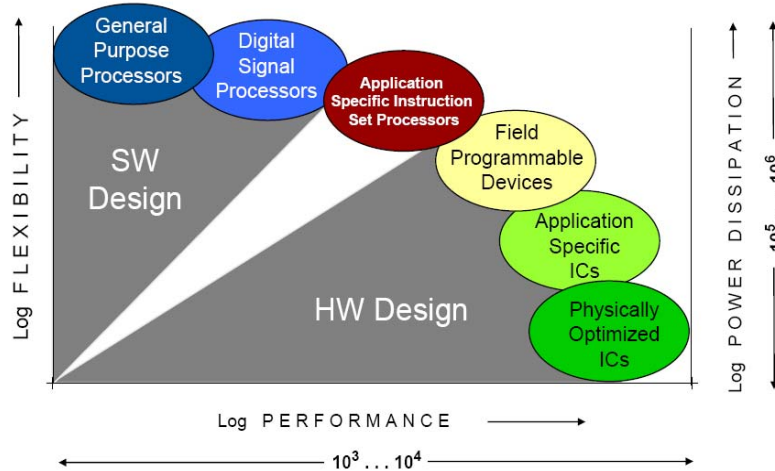 General
Purpose
Processors
Digital
Signal
Processors
Application
Specific Instruction
Set Processors
Field
Programmable
Devices
Application
Specific
ICs
Physically
Optimized
ICs
SW
Design
HW Design
Log FLEXIBILITY
Log PERFORMANCE
10³ . . . 10⁴
Log POWER DISSIPATION
10⁵ . . . 10⁶